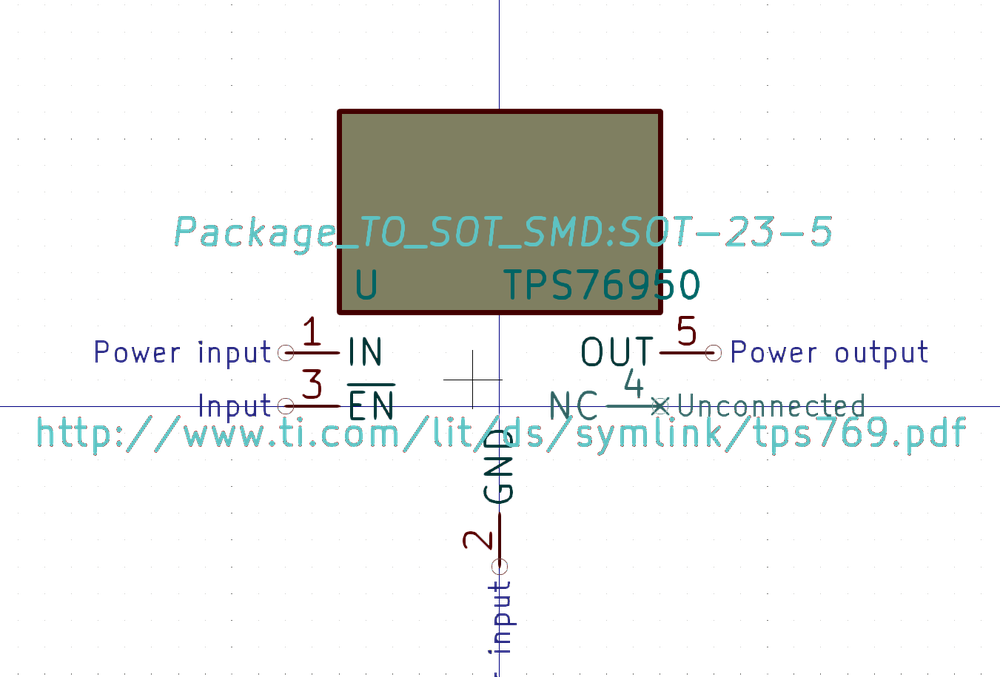 Package_TO_SOT_SMD:SOT-23-5
U TPS76950
Power input 1 IN OUT 5 Power output
Input 3 EN NC 4 Unconnected
http://www.ti.com/lit/ds/symlink/tps769.pdf
GND
2
input